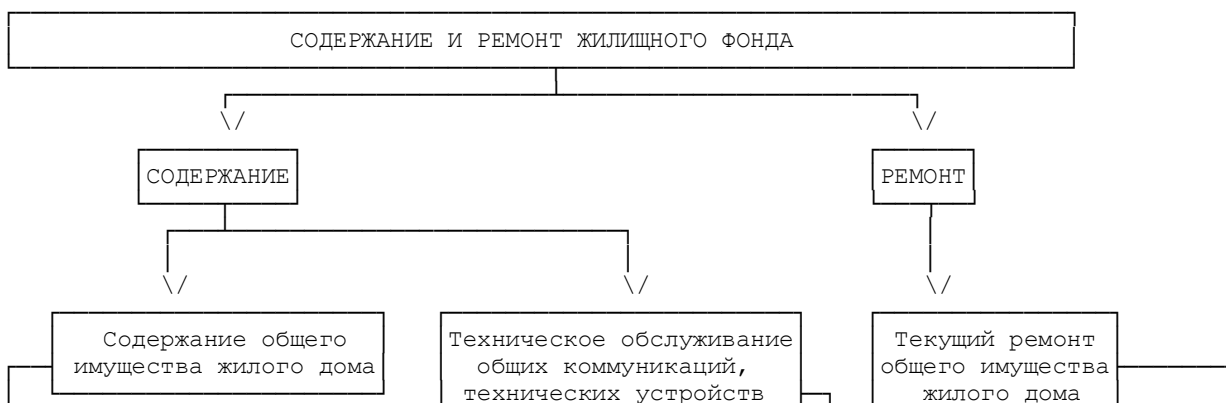 СОДЕРЖАНИЕ И РЕМОНТ ЖИЛИЩНОГО ФОНДА
СОДЕРЖАНИЕ
РЕМОНТ
Содержание общего
имущества жилого дома
Техническое обслуживание
общих коммуникаций,
технических устройств
Текущий ремонт
общего имущества
жилого дома